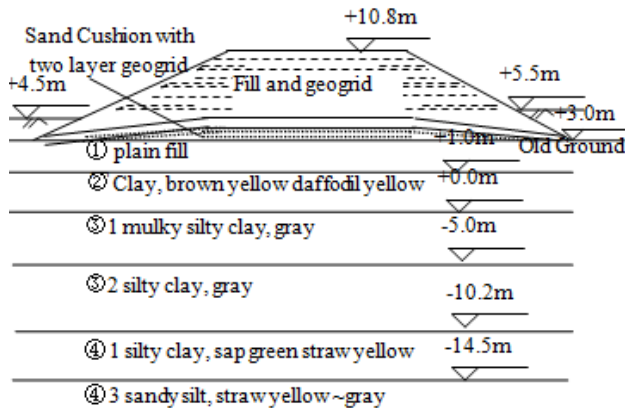 +10.8m
Sand Cushion with
two layer geogrid
Fill and geogrid
+4.5m
+5.5m
+3.0m
Old Ground
① plain fill
+1.0m
② Clay, brown yellow daffodil yellow
+0.0m
③1 mulky silty clay, gray
-5.0m
③2 silty clay, gray
-10.2m
④1 silty clay, sap green straw yellow
-14.5m
④3 sandy silt, straw yellow~gray